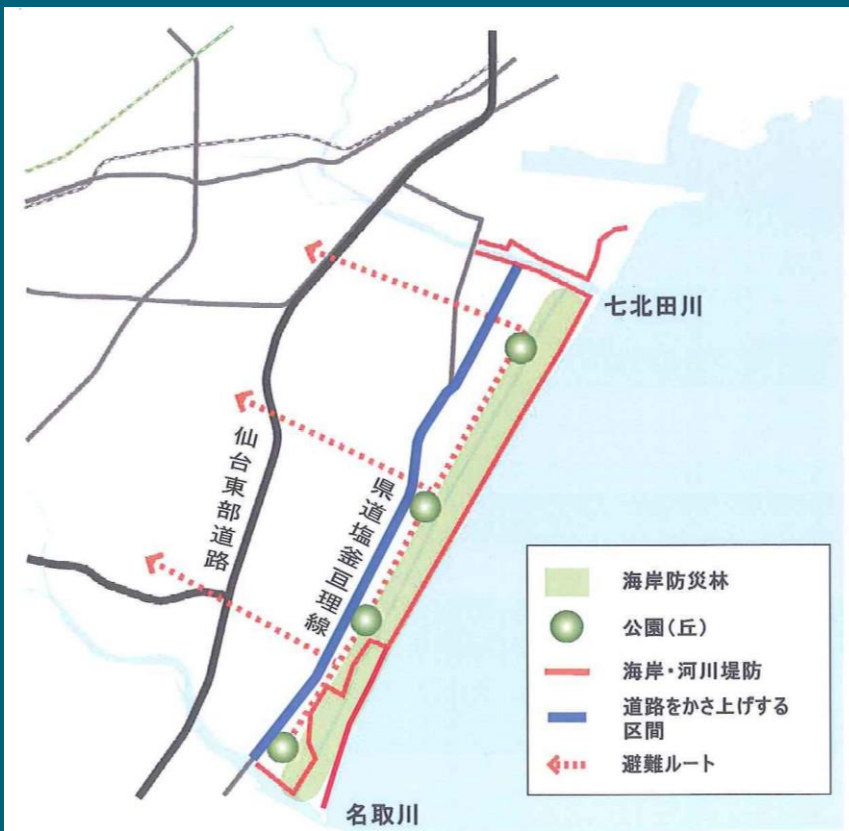 七北田川
仙台東部道路
県道塩釜亘理線
名取川
海岸防災林
公園(丘)
海岸・河川堤防
道路をかさ上げする
区間
避難ルート